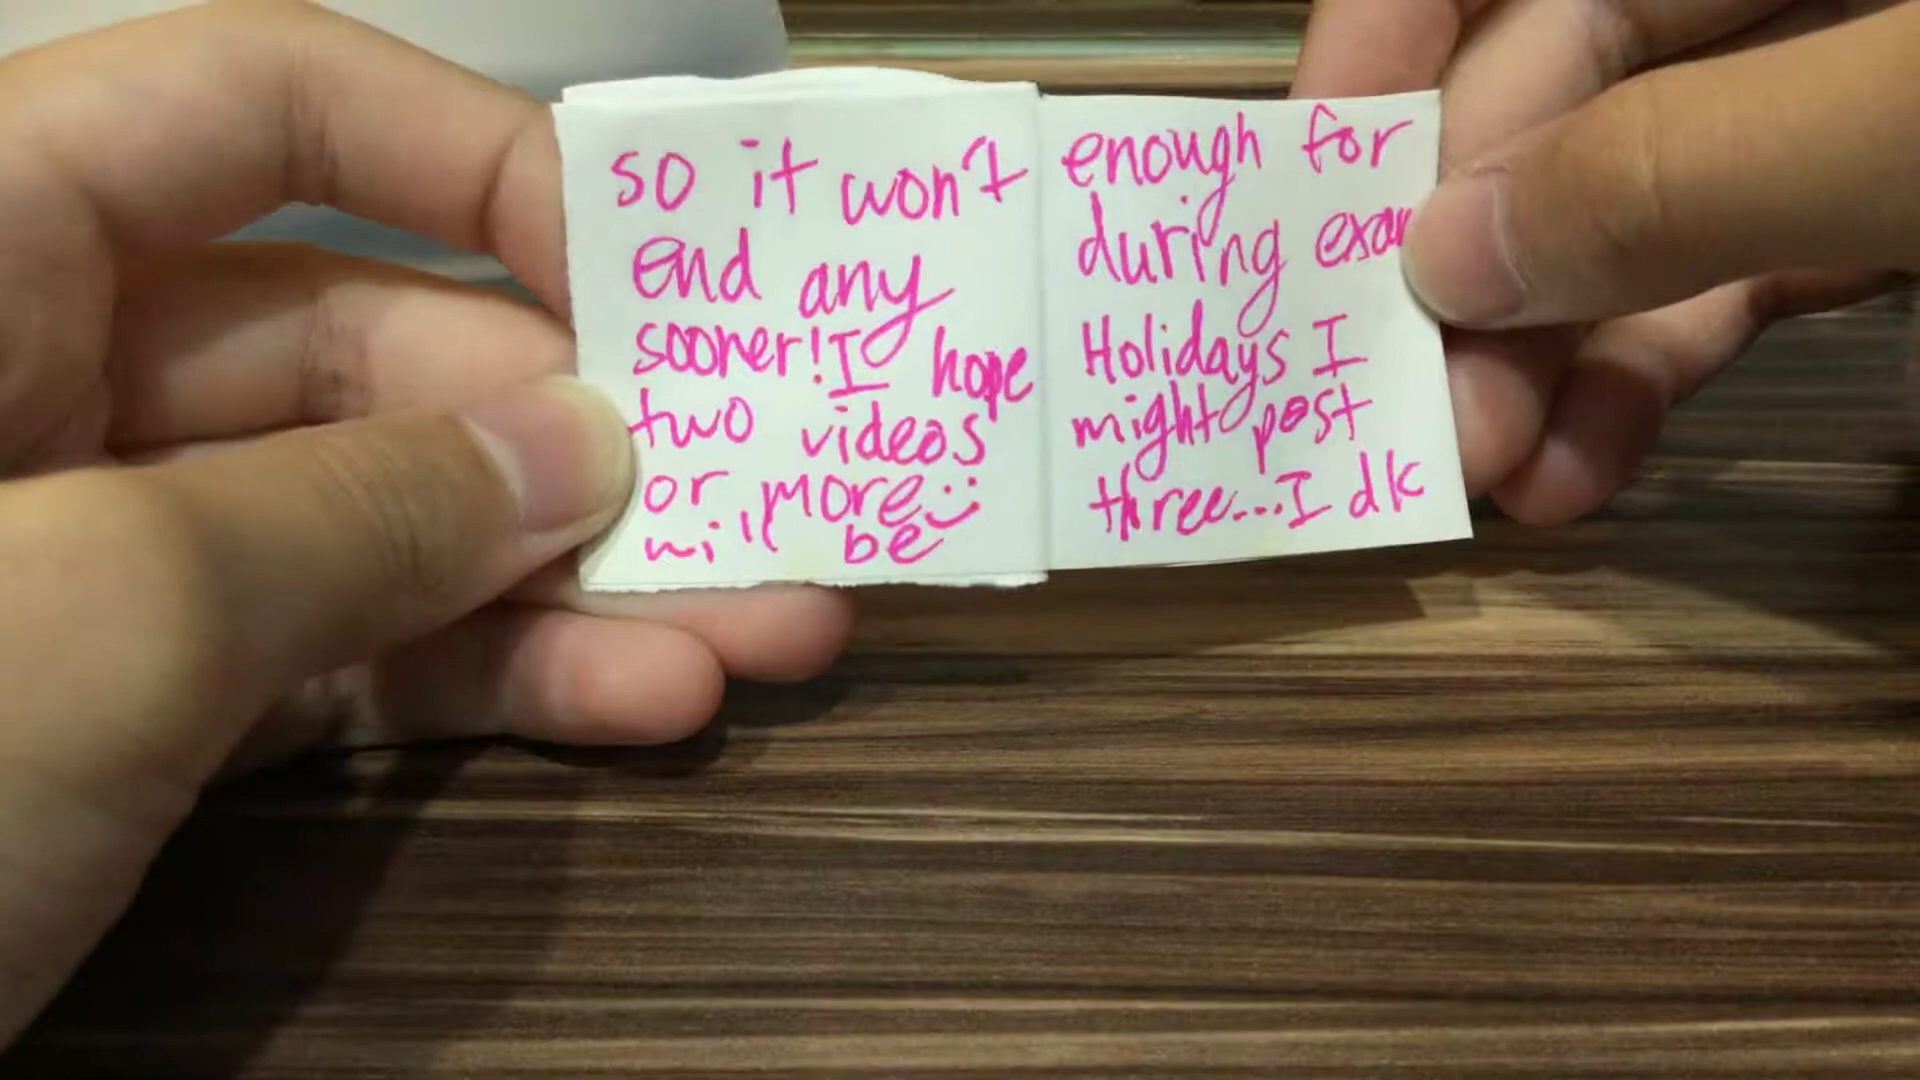 so it won't
end any
sooner! I hope
two videos
or more :)
will be
enough for
during
Holidays I
might post
three...I dk